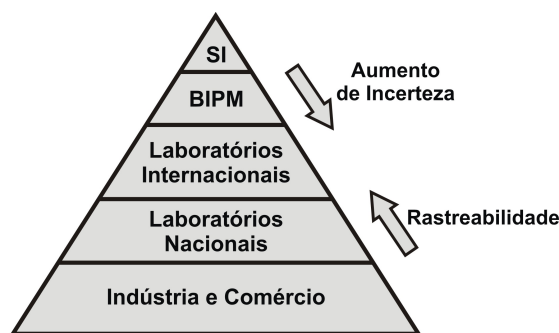 SI
BIPM
Laboratórios
Internacionais
Laboratórios
Nacionais
Indústria e Comércio
Aumento
de Incerteza
Rastreabilidade